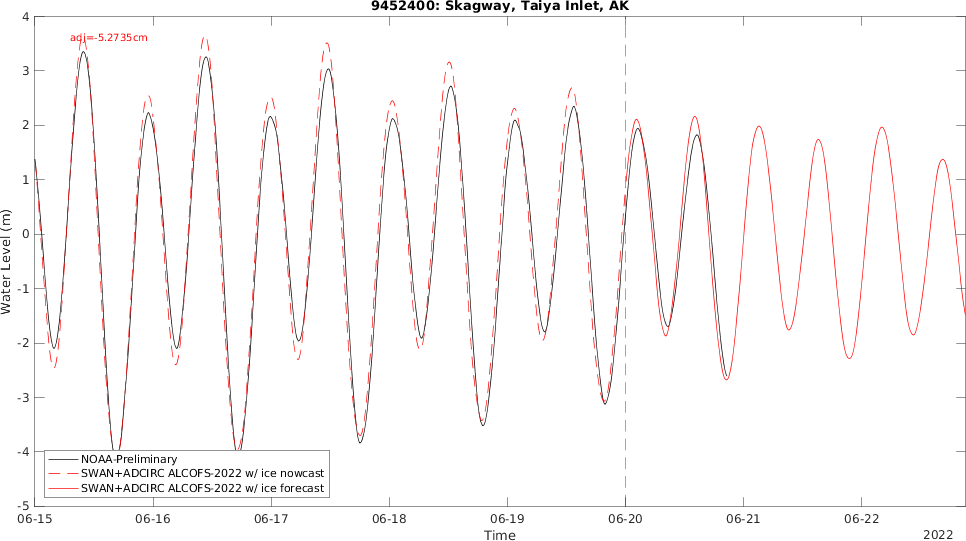 9452400: Skagway, Taiya Inlet, AK
adj=-5.2735cm
Water Level (m)
4
3
2
1
0
-1
-2
-3
-4
-5
NOAA-Preliminary
SWAN+ADCIRC ALCOFS-2022 w/ ice nowcast
SWAN+ADCIRC ALCOFS-2022 w/ ice forecast
06-15 06-16 06-17 06-18 06-19 06-20 06-21 06-22
Time
2022